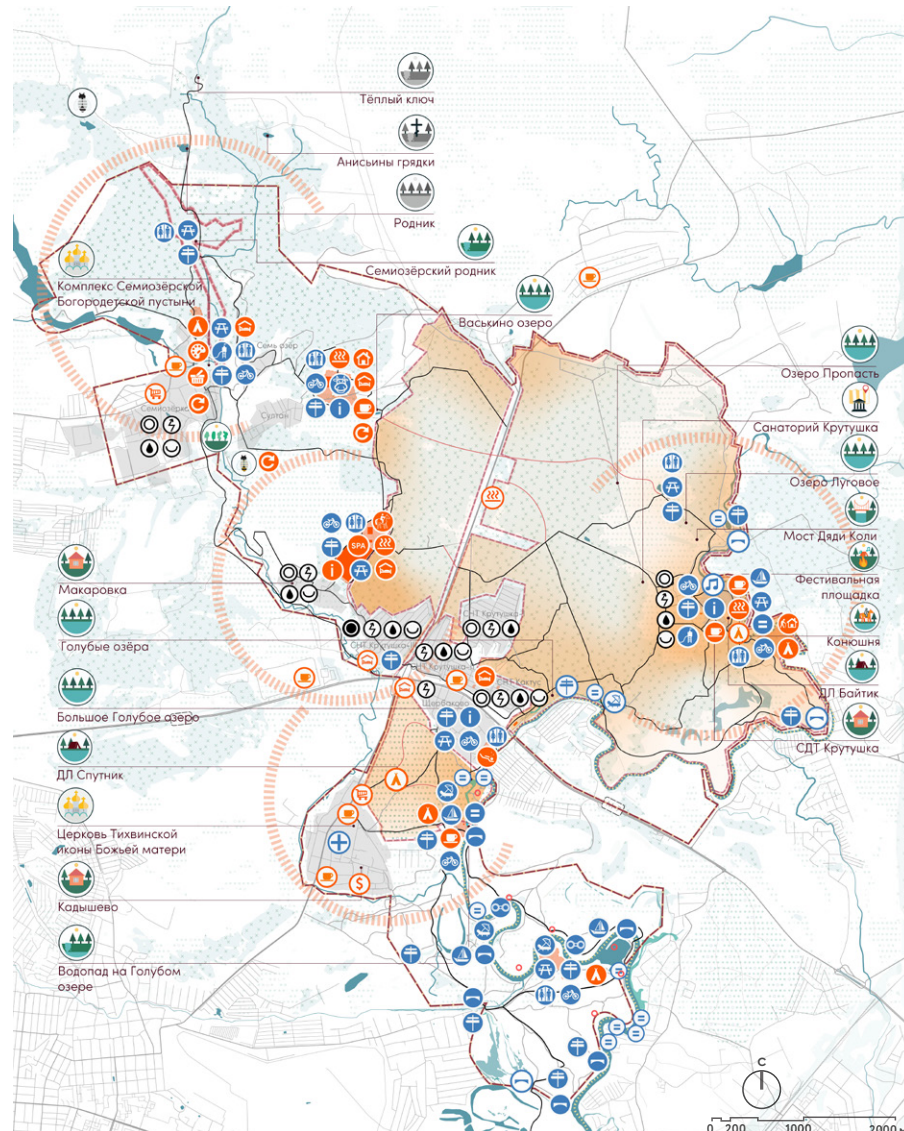 Тёплый ключ
Анисьины грядки
Родник
Семиозёрский родник
Комплекс Семиозёрской
Богородетской пустыни
Васькино озеро
Семь озёр
Султан
Семиозёрка
Озеро Пропасть
Санаторий Крутушка
Озеро Луговое
Мост Дяди Коли
Фестивальная
площадка
Конюшня
ДЛ Байтик
СДТ Крутушка
SPA
Макаровка
Голубые озёра
Большое Голубое озеро
ДЛ Спутник
Церковь Тихвинской
иконы Божьей матери
Кадышево
Водопад на Голубом
озере
СНТ Крутушка
СНТ Кактус
Щербаково
С
0 200 1000 2000